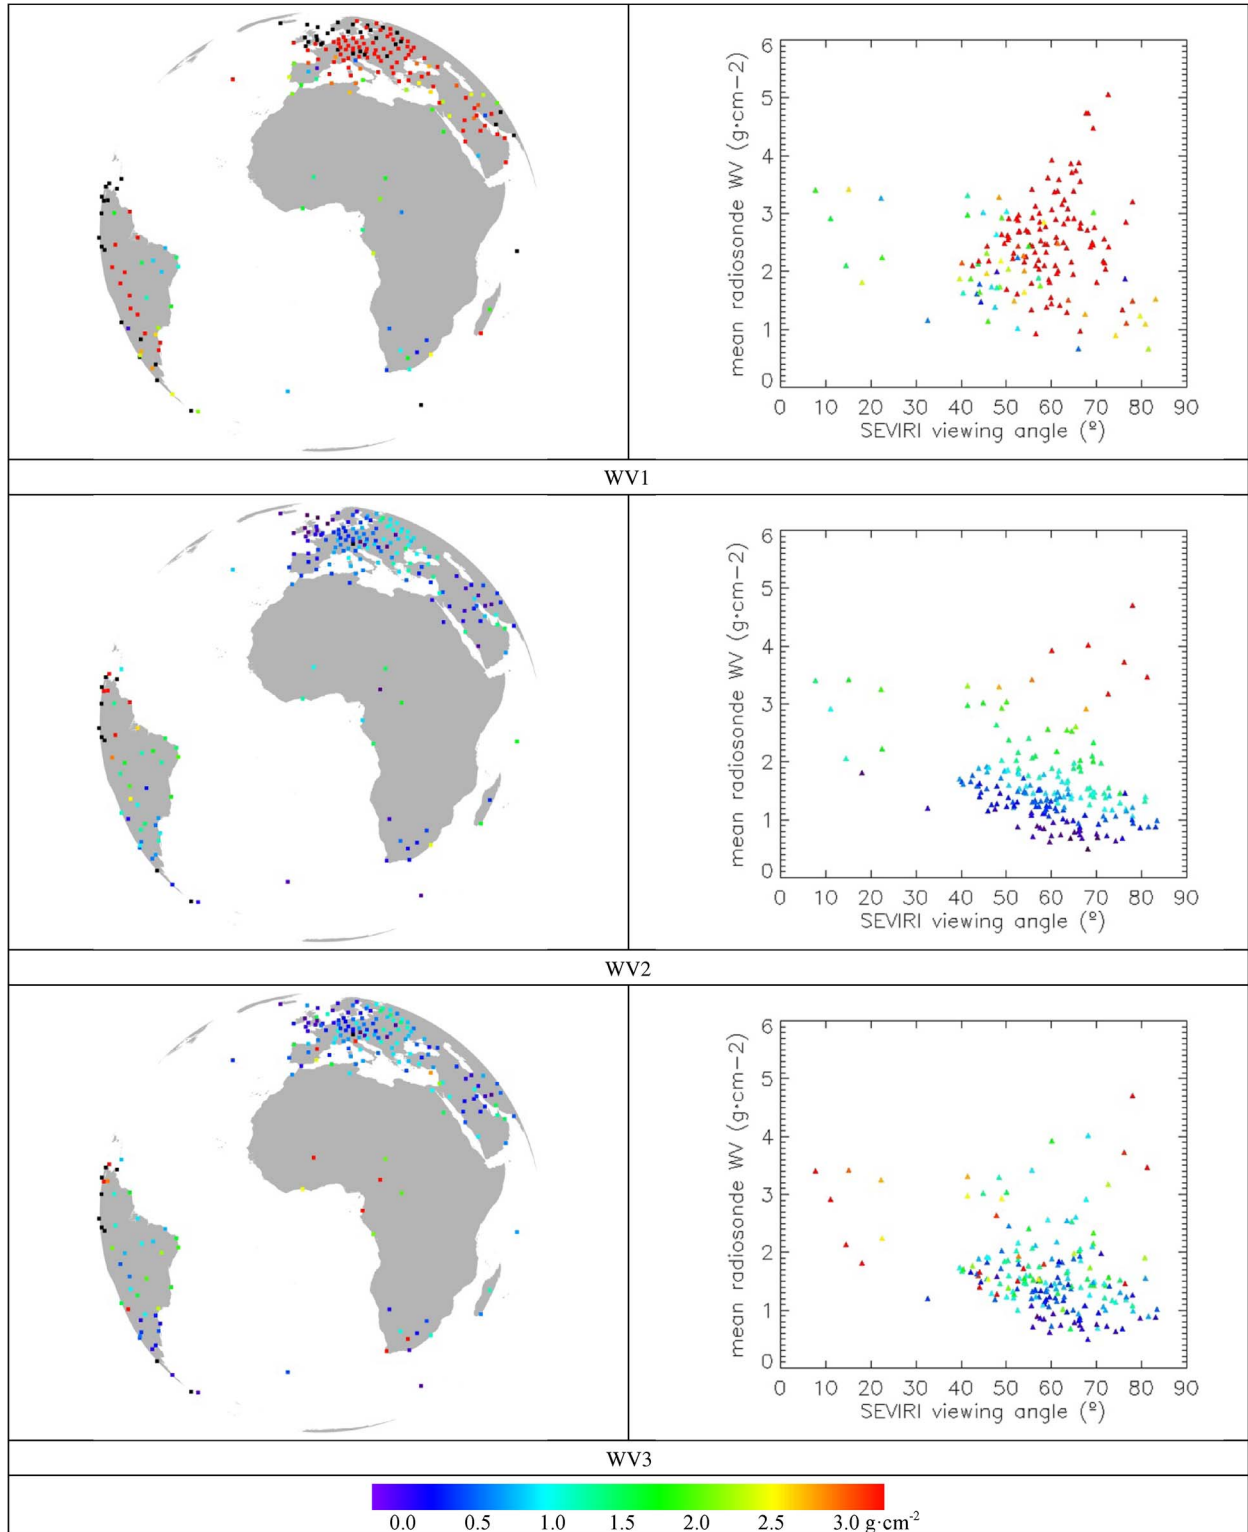 6
5
4
3
2
1
0
mean radiosonde WV (g·cm−2)
0 10 20 30 40 50 60 70 80 90
SEVIRI viewing angle (º)
WV1
6
5
4
3
2
1
0
mean radiosonde WV (g·cm−2)
0 10 20 30 40 50 60 70 80 90
SEVIRI viewing angle (º)
WV2
6
5
4
3
2
1
0
mean radiosonde WV (g·cm−2)
0 10 20 30 40 50 60 70 80 90
SEVIRI viewing angle (º)
WV3
0.0 0.5 1.0 1.5 2.0 2.5 3.0 g·cm-2